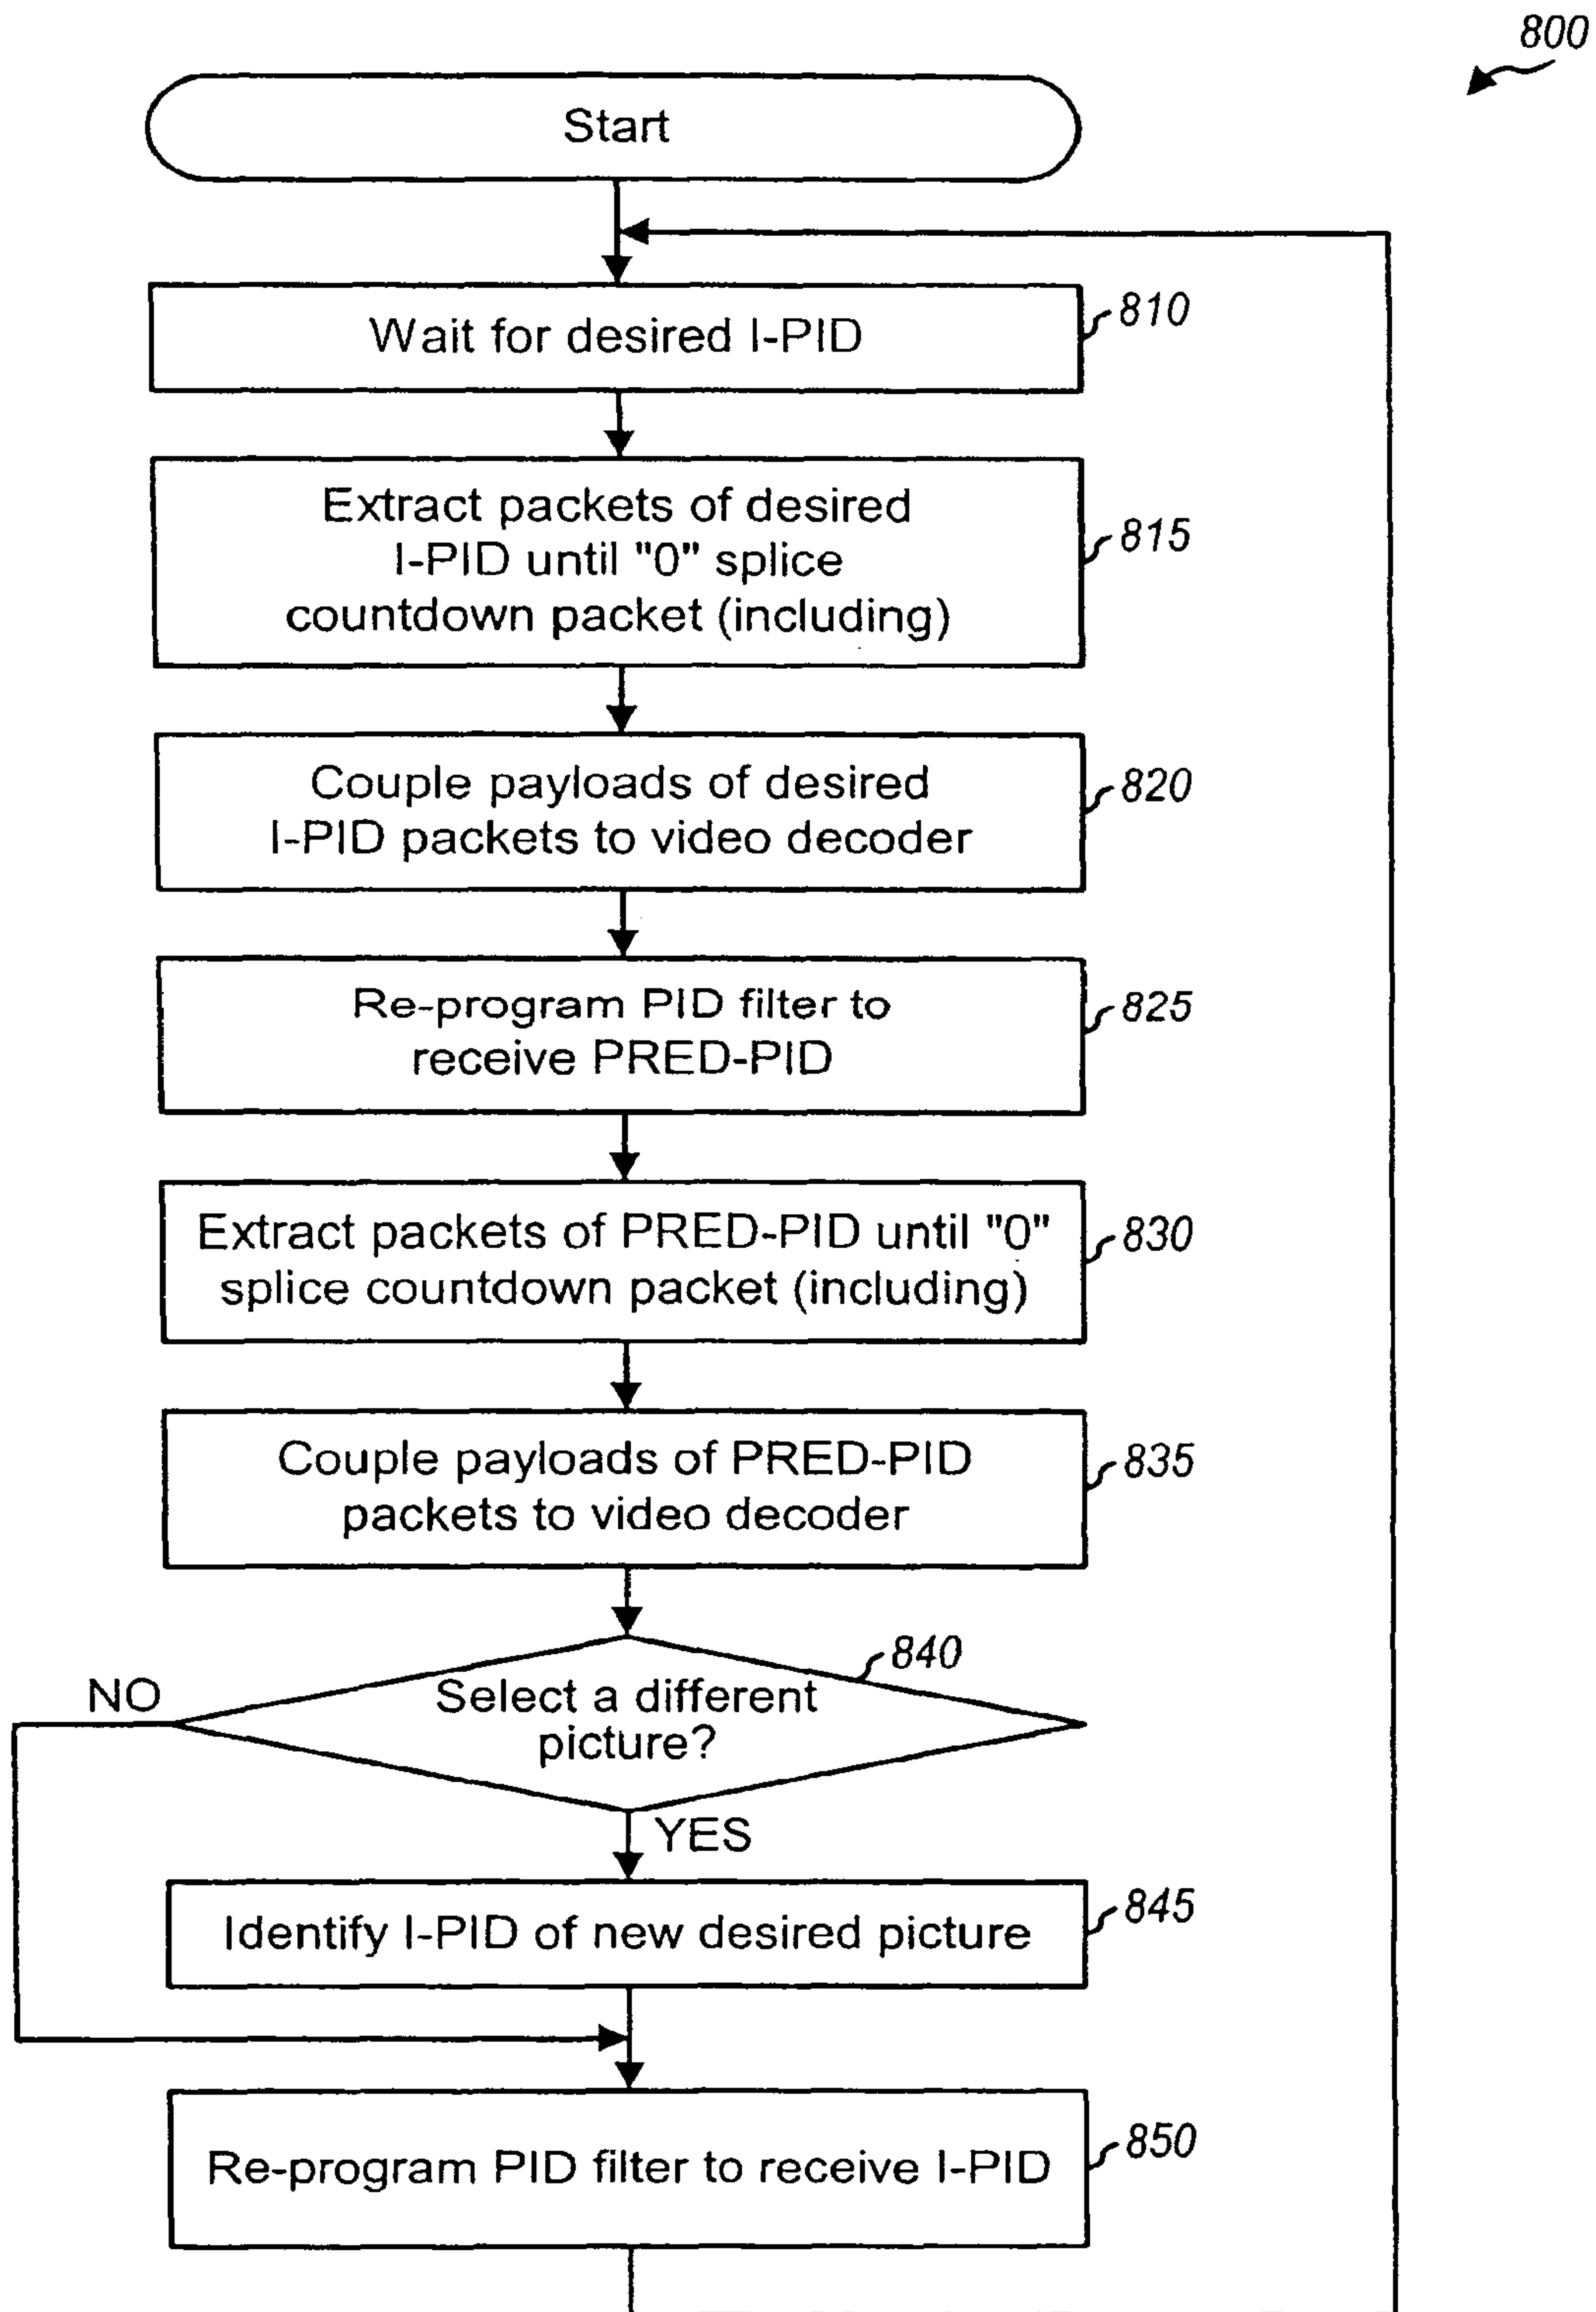 800
Start
Wait for desired I-PID
810
Extract packets of desired
I-PID until "0" splice
countdown packet (including)
815
Couple payloads of desired
I-PID packets to video decoder
820
Re-program PID filter to
receive PRED-PID
825
Extract packets of PRED-PID until "0"
splice countdown packet (including)
830
Couple payloads of PRED-PID
packets to video decoder
835
840
NO
Select a different
picture?
YES
Identify I-PID of new desired picture
845
Re-program PID filter to receive I-PID
850